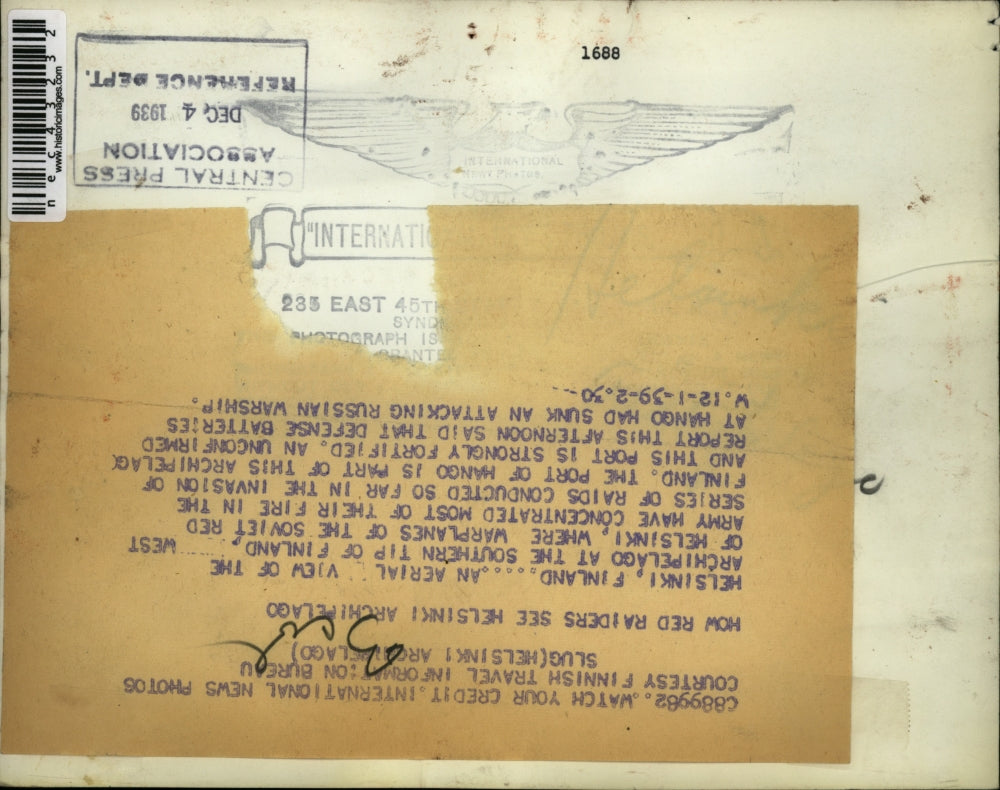 1688
nec43232
www.historicimages.com
CENTRAL PRESS
ASSOCIATION
DEC 4 1939
REFERENCE DEPT.
INTERNATIONAL
NEWS PHOTOS
"INTERNATIO
235 EAST 45TH
SYND
PHOTOGRAPH IS
GRANTE
C889982..WATCH YOUR CREDIT.INTERNATIONAL NEWS PHOTOS
COURTESY FINNISH TRAVEL INFORMATION BUREAU
SLUG(HELSINKI ARCHIPELAGO)
HOW RED RAIDERS SEE HELSINKI ARCHIPELAGO
HELSINKI, FINLAND.....AN AERIAL VIEW OF THE
ARCHIPELAGO AT THE SOUTHERN TIP OF FINLAND, WEST
OF HELSINKI, WHERE WARPLANES OF THE SOVIET RED
ARMY HAVE CONCENTRATED MOST OF THEIR FIRE IN THE
SERIES OF RAIDS CONDUCTED SO FAR IN THE INVASION OF
FINLAND. THE PORT OF HANGO IS PART OF THIS ARCHIPELAG
AND THIS PORT IS STRONGLY FORTIFIED. AN UNCONFIRMED
REPORT THIS AFTERNOON SAID THAT DEFENSE BATTERIES
AT HANGO HAD SUNK AN ATTACKING RUSSIAN WARSHIP.
W.12-1-39-2.30